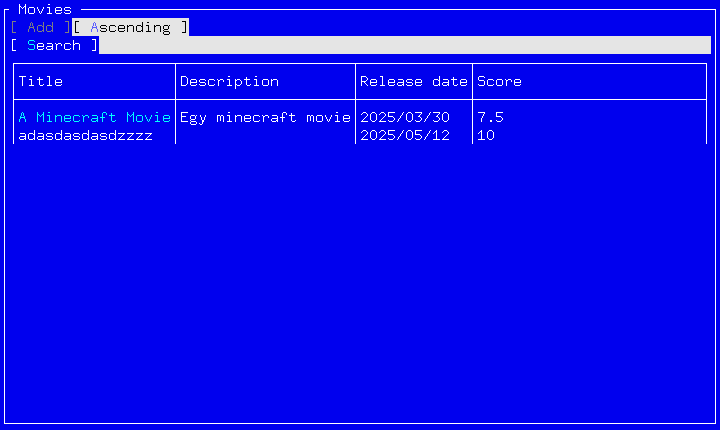 Movies
[ Add ][ Ascending ]
[ Search ]
Title Description Release date Score
A Minecraft Movie Egy minecraft movie 2025/03/30 7.5
adasdasdasdzzzz 2025/05/12 10